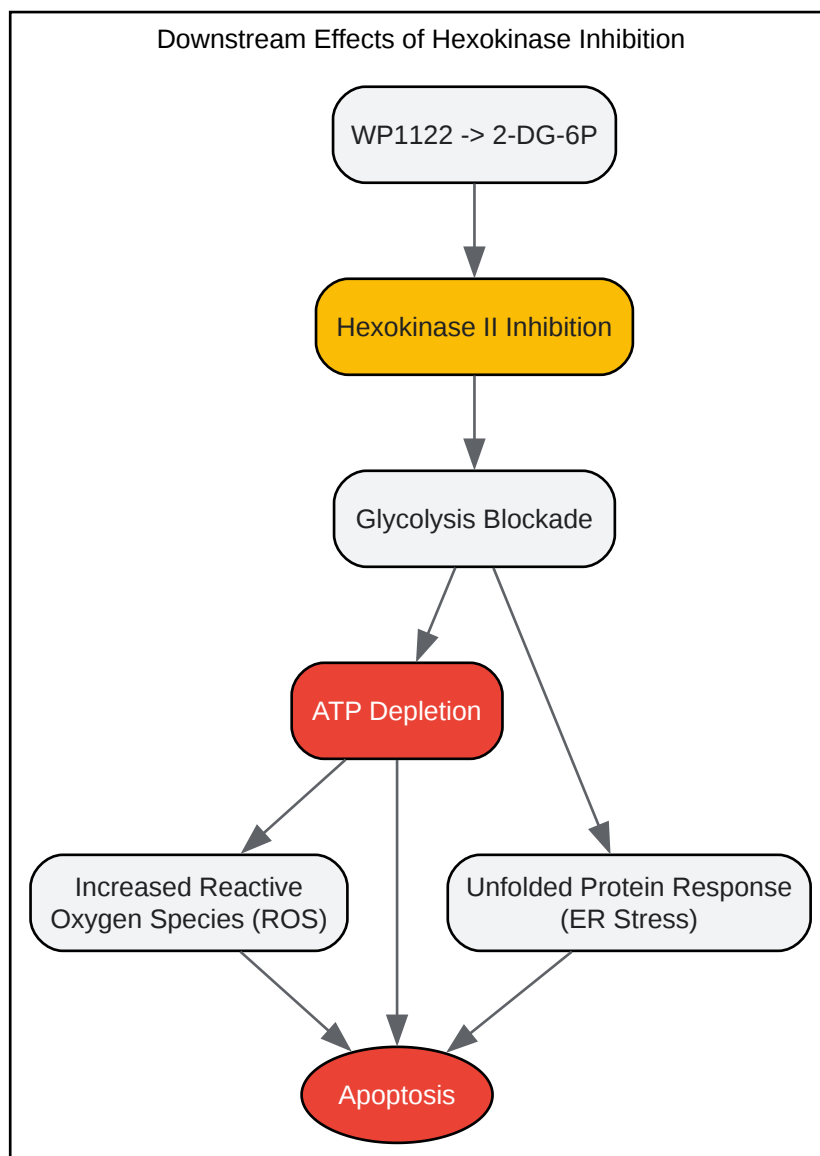 Downstream Effects of Hexokinase Inhibition
WP1122 -> 2-DG-6P
Hexokinase II Inhibition
Glycolysis Blockade
ATP Depletion
Increased Reactive
Oxygen Species (ROS)
Unfolded Protein Response
(ER Stress)
Apoptosis